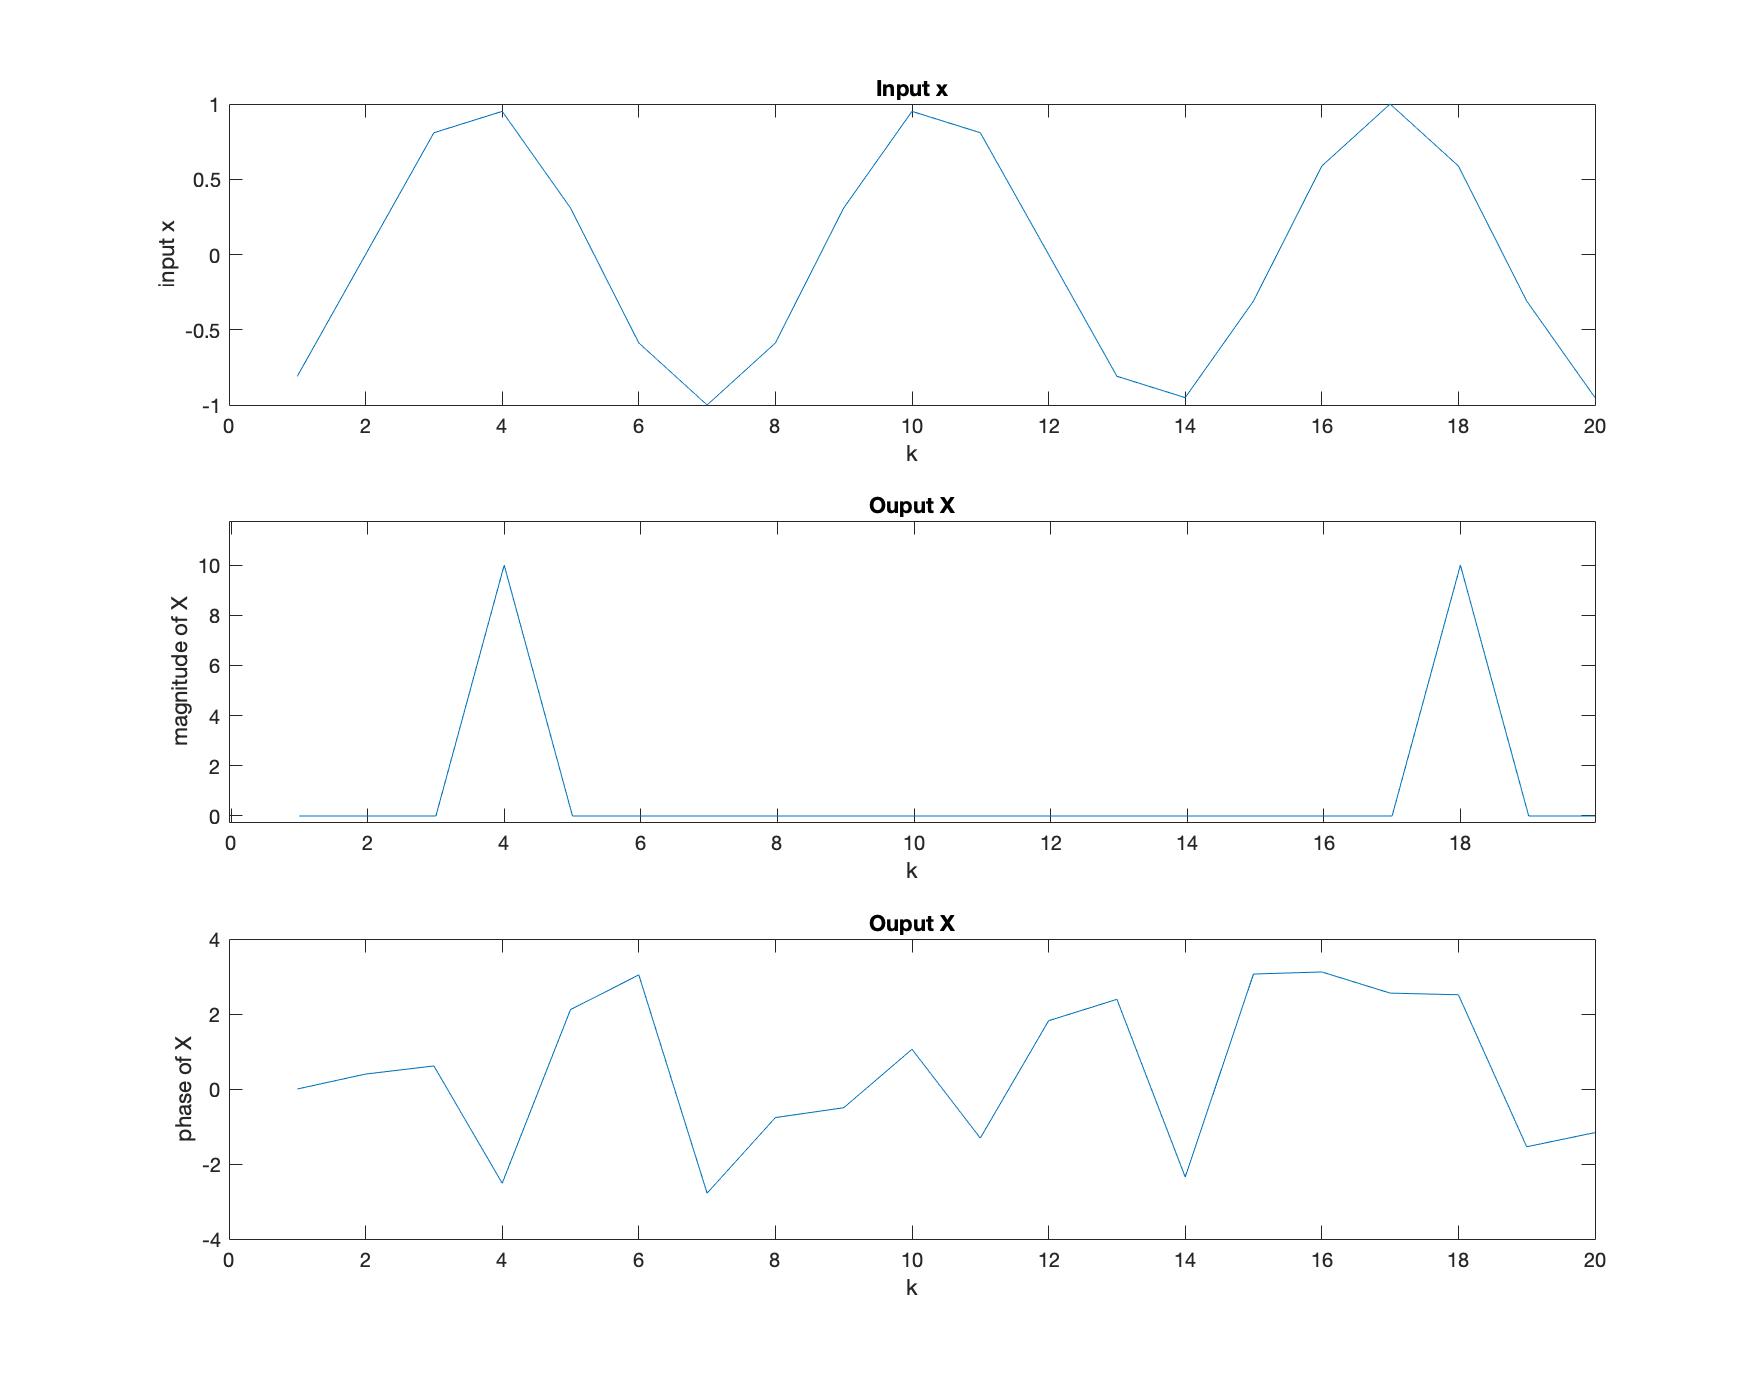 Input x
1
0.5
0
-0.5
-1
input x
0 2 4 6 8 10 12 14 16 18 20
k
Ouput X
10
8
6
4
2
0
magnitude of X
0 2 4 6 8 10 12 14 16 18
k
Ouput X
4
2
0
-2
-4
phase of X
0 2 4 6 8 10 12 14 16 18 20
k